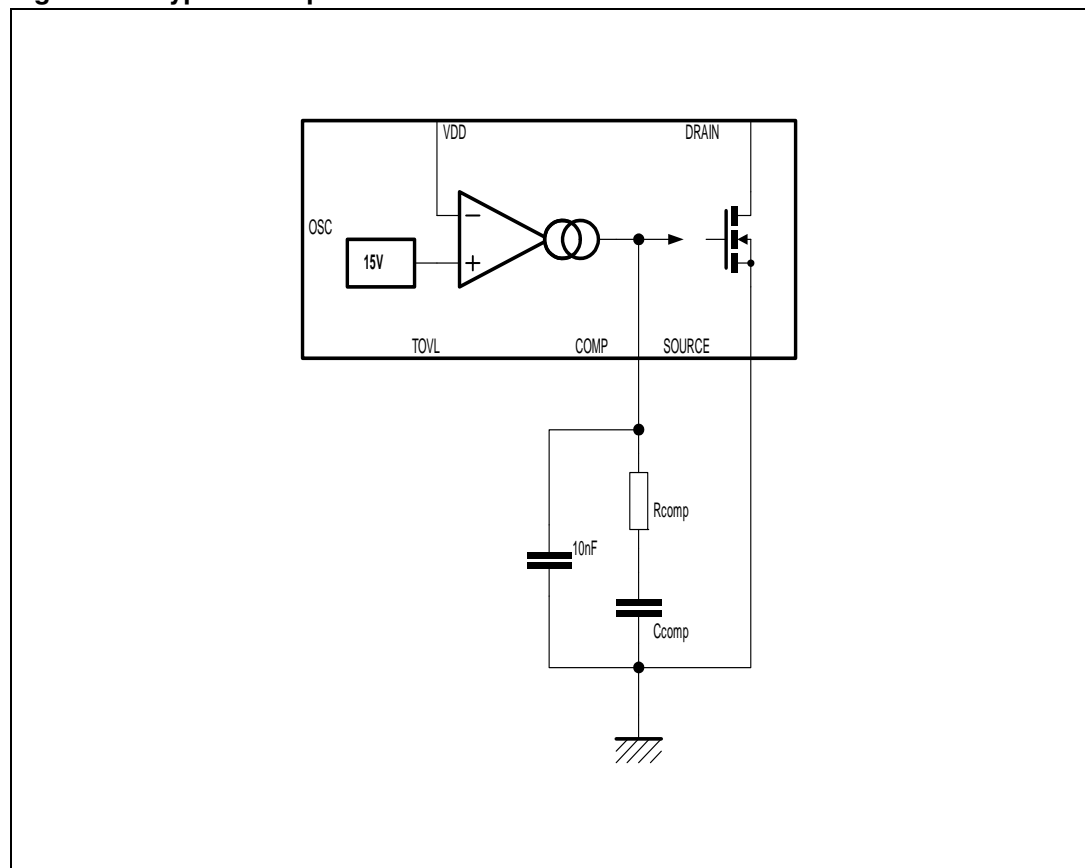 VDD
DRAIN
OSC
15V
−
+
TOVL
COMP
SOURCE
Rcomp
10nF
Ccomp